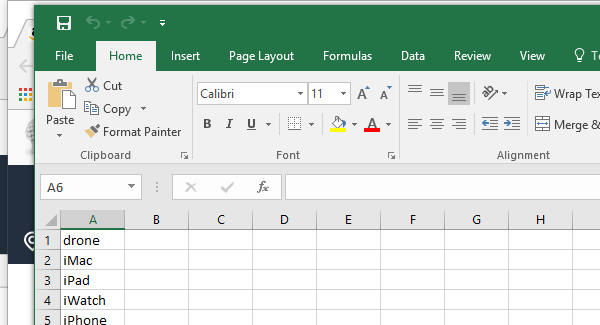 File Home Insert Page Layout Formulas Data Review View Te
Cut
Copy
Format Painter
Paste
Clipboard
Calibri 11 A A
B I U A
Font
Wrap Tex
Merge &
Alignment
A6 fx
A B C D E F G H
1 drone
2 iMac
3 iPad
4 iWatch
5 iPhone